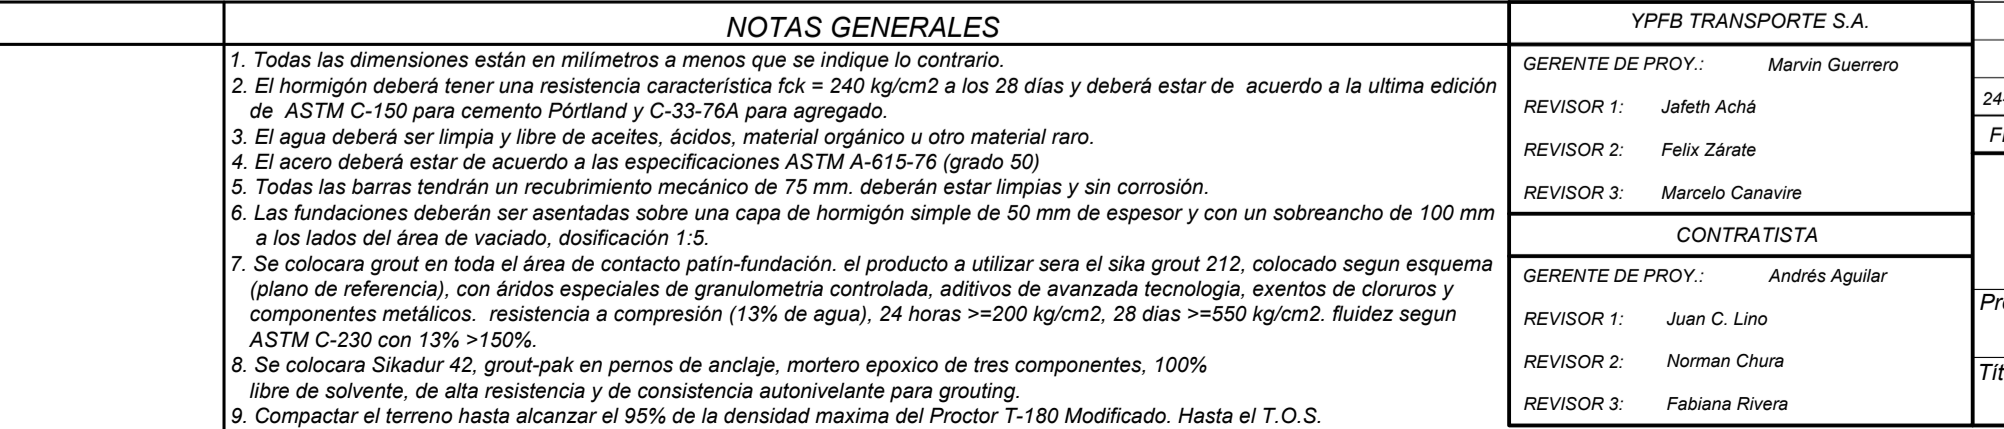 NOTAS GENERALES
1. Todas las dimensiones están en milímetros a menos que se indique lo contrario.
2. El hormigón deberá tener una resistencia característica fck = 240 kg/cm2 a los 28 días y deberá estar de acuerdo a la ultima edición
de ASTM C-150 para cemento Pórtland y C-33-76A para agregado.
3. El agua deberá ser limpia y libre de aceites, ácidos, material orgánico u otro material raro.
4. El acero deberá estar de acuerdo a las especificaciones ASTM A-615-76 (grado 50)
5. Todas las barras tendrán un recubrimiento mecánico de 75 mm. deberán estar limpias y sin corrosión.
6. Las fundaciones deberán ser asentadas sobre una capa de hormigón simple de 50 mm de espesor y con un sobreancho de 100 mm
a los lados del área de vaciado, dosificación 1:5.
7. Se colocara grout en toda el área de contacto patín-fundación. el producto a utilizar sera el sika grout 212, colocado segun esquema
(plano de referencia), con áridos especiales de granulometria controlada, aditivos de avanzada tecnologia, exentos de cloruros y
componentes metálicos. resistencia a compresión (13% de agua), 24 horas >=200 kg/cm2, 28 dias >=550 kg/cm2. fluidez segun
ASTM C-230 con 13% >150%.
8. Se colocara Sikadur 42, grout-pak en pernos de anclaje, mortero epoxico de tres componentes, 100%
libre de solvente, de alta resistencia y de consistencia autonivelante para grouting.
9. Compactar el terreno hasta alcanzar el 95% de la densidad maxima del Proctor T-180 Modificado. Hasta el T.O.S.
YPFB TRANSPORTE S.A.
GERENTE DE PROY.: Marvin Guerrero
REVISOR 1: Jafeth Achá
REVISOR 2: Felix Zárate
REVISOR 3: Marcelo Canavire
CONTRATISTA
GERENTE DE PROY.: Andrés Aguilar
REVISOR 1: Juan C. Lino
REVISOR 2: Norman Chura
REVISOR 3: Fabiana Rivera
24